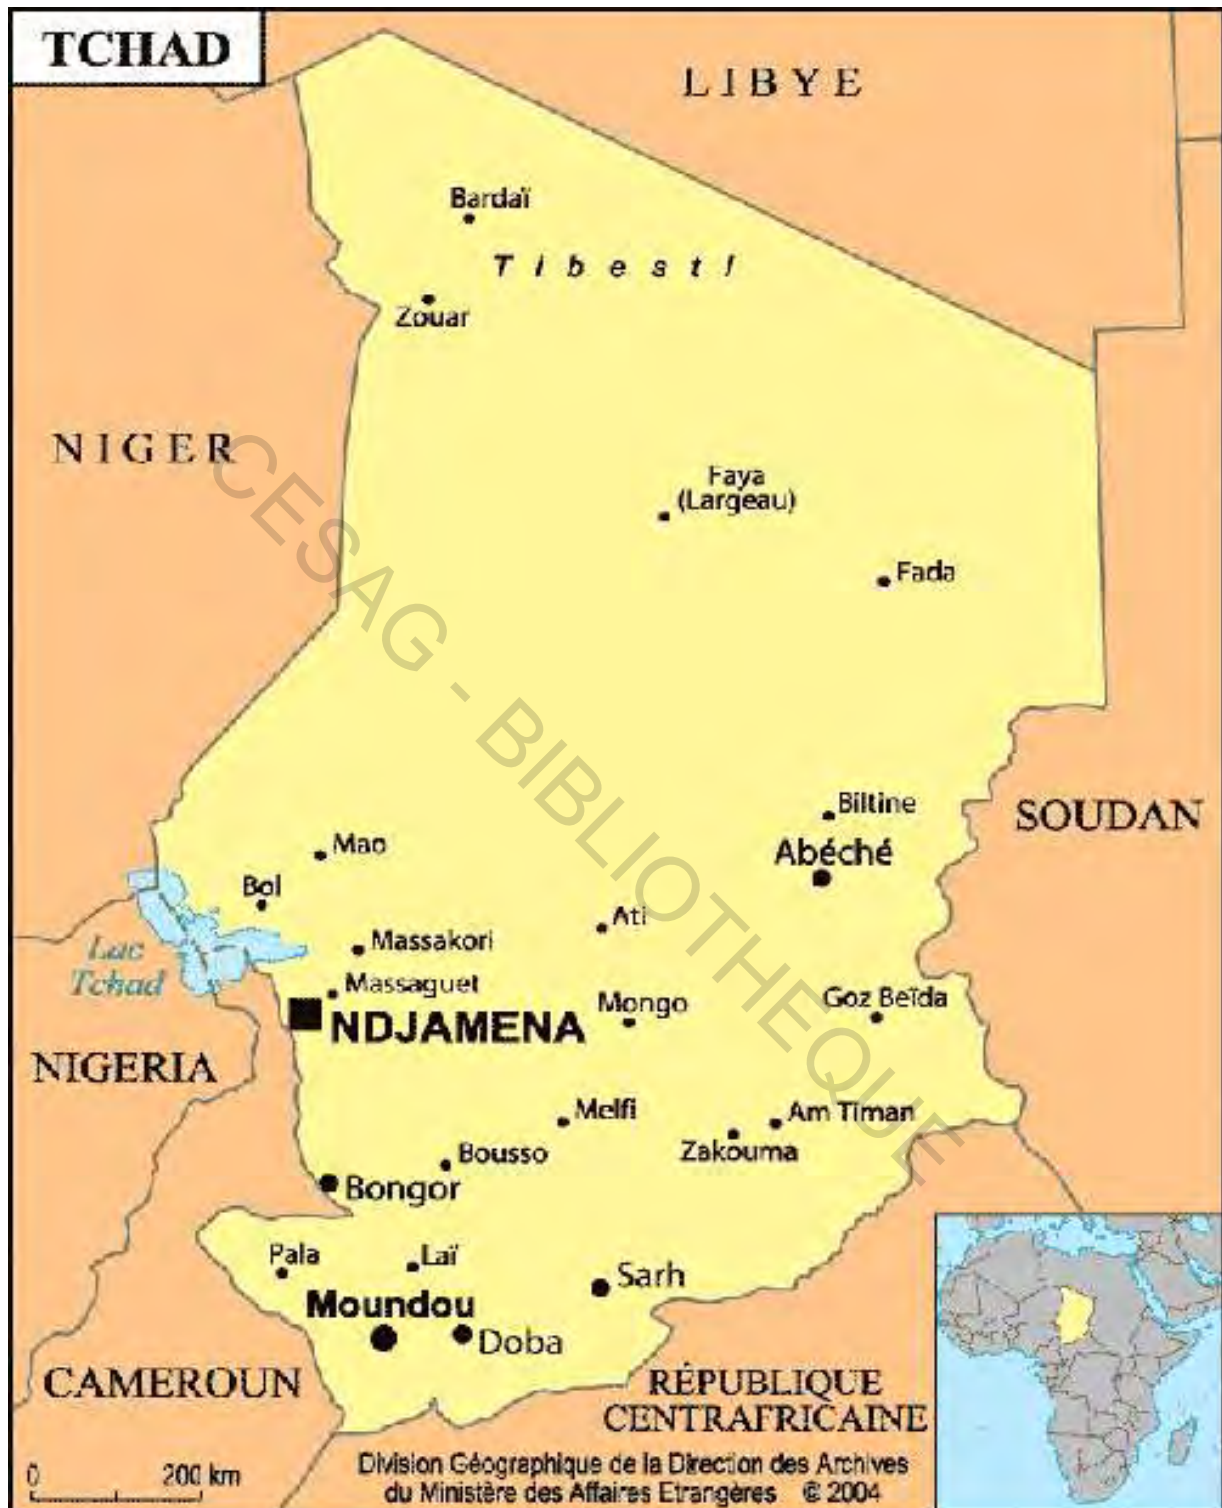 TCHAD
LIBYE
Bardaï
Tibesti
Zouar
NIGER
Faya
(Largeau)
Fada
CESAG - BIBLIOTHEQUE
Biltine
SOUDAN
Mao
Abéché
Bol
Ati
Massakori
Lac
Tchad
Massaguet
Mongo
Goz Beïda
NDJAMENA
NIGERIA
Melfi
Am Timan
Zakouma
Bousso
Bongor
Pala
Laï
Sarh
Moundou
Doba
CAMEROUN
RÉPUBLIQUE
CENTRAFRICAINE
0 200 km
Division Géographique de la Direction des Archives
du Ministère des Affaires Etrangères © 2004